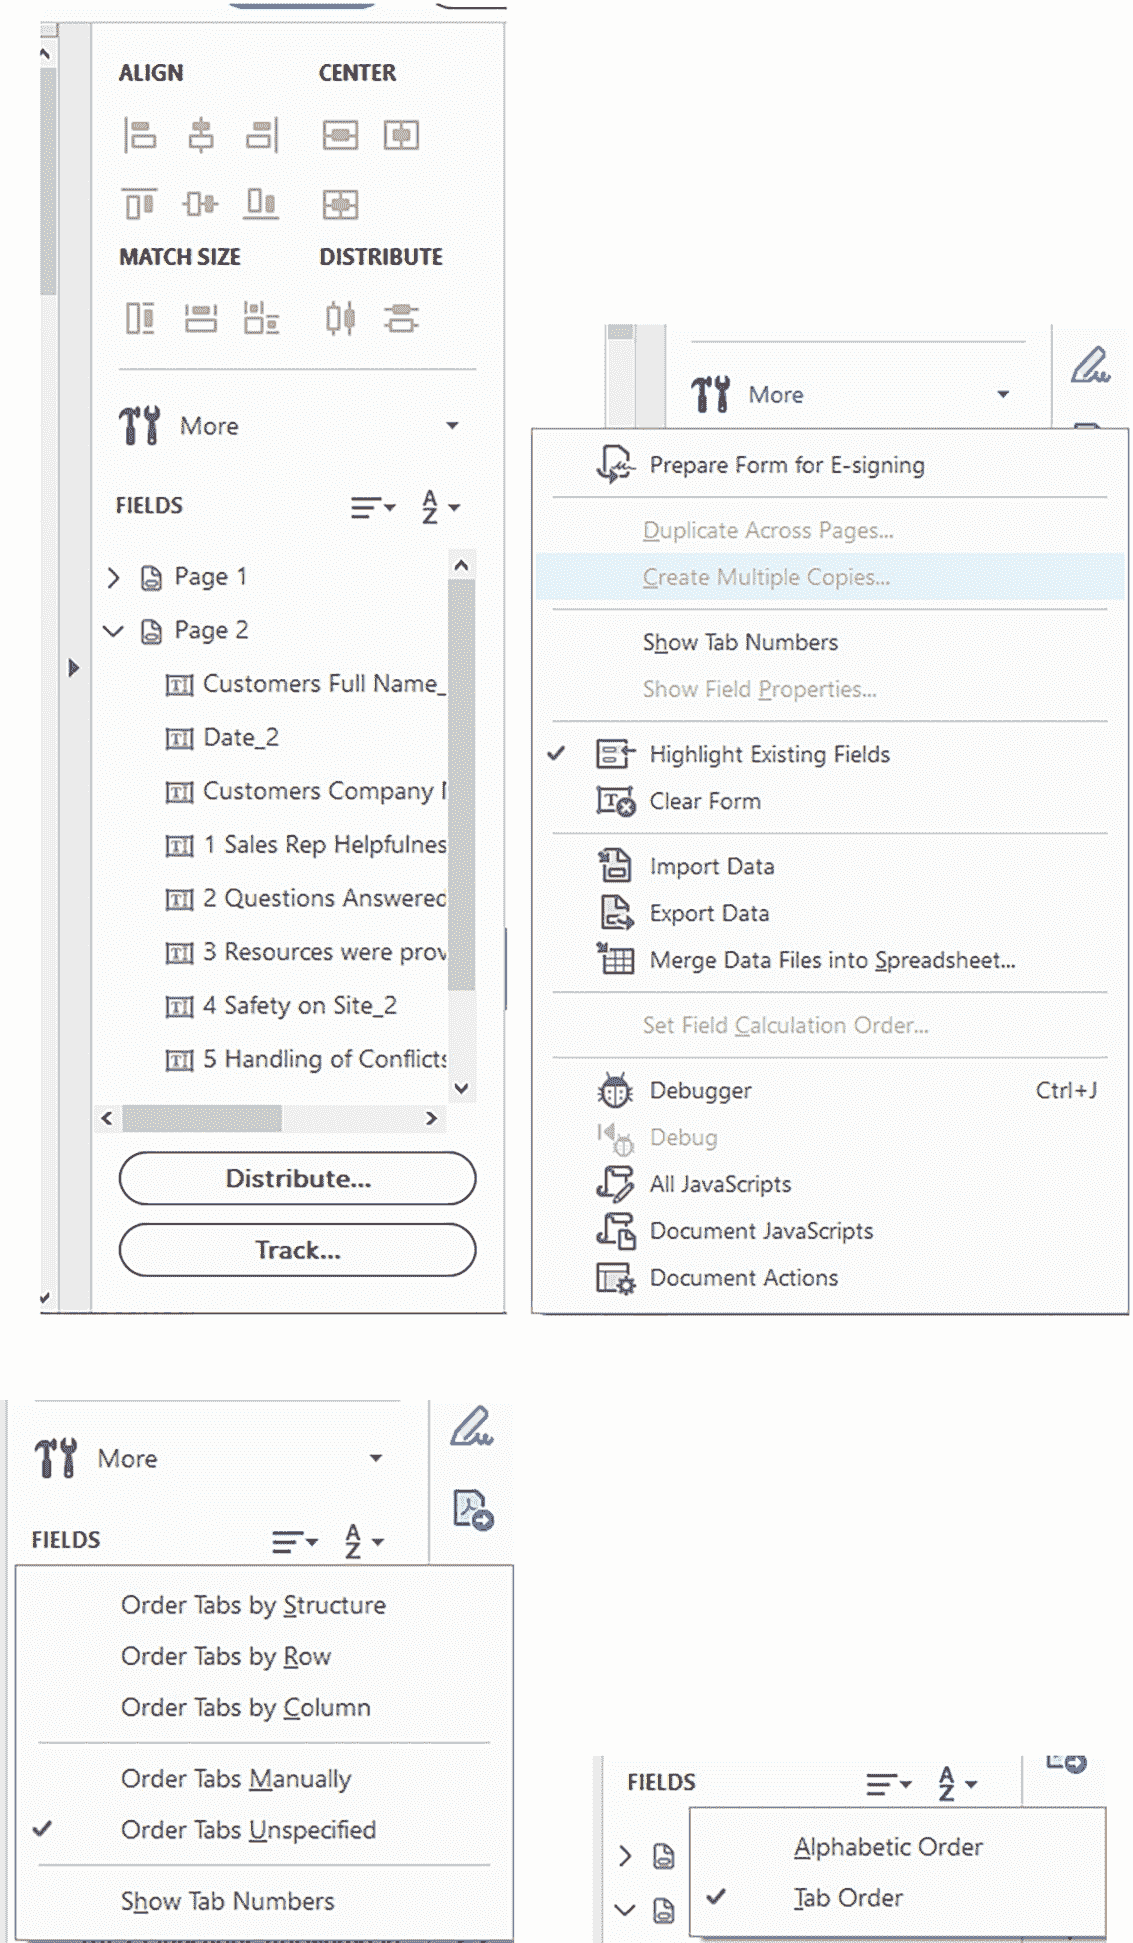 ALIGN CENTER
MATCH SIZE DISTRIBUTE
More
FIELDS
Page 1
Page 2
Customers Full Name_
Date_2
Customers Company
1 Sales Rep Helpfulnes
2 Questions Answered
3 Resources were prov
4 Safety on Site_2
5 Handling of Conflicts
Distribute...
Track...
More
Prepare Form for E-signing
Duplicate Across Pages...
Create Multiple Copies...
Show Tab Numbers
Show Field Properties...
Highlight Existing Fields
Clear Form
Import Data
Export Data
Merge Data Files into Spreadsheet...
Set Field Calculation Order...
Debugger Ctrl+J
Debug
All JavaScripts
Document JavaScripts
Document Actions
More
FIELDS
Order Tabs by Structure
Order Tabs by Row
Order Tabs by Column
Order Tabs Manually
Order Tabs Unspecified
Show Tab Numbers
FIELDS
Alphabetic Order
Tab Order